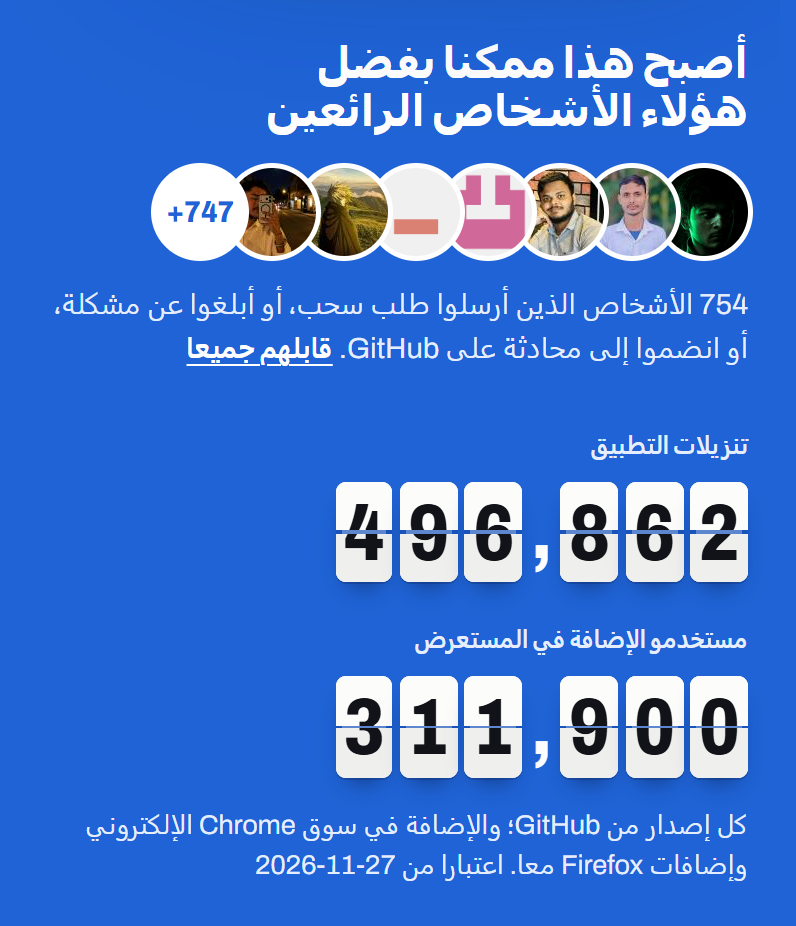 أصبح هذا ممكنا بفضل
هؤلاء الأشخاص الرائعين
+747
754 الأشخاص الذين أرسلوا طلب سحب، أو أبلغوا عن مشكلة،
أو انضموا إلى محادثة على GitHub. قابلهم جميعا
تنزيلات التطبيق
496,862
مستخدمو الإضافة في المستعرض
311,900
كل إصدار من GitHub؛ والإضافة في سوق Chrome الإلكتروني
وإضافات Firefox معا. اعتبارا من 27-11-2026